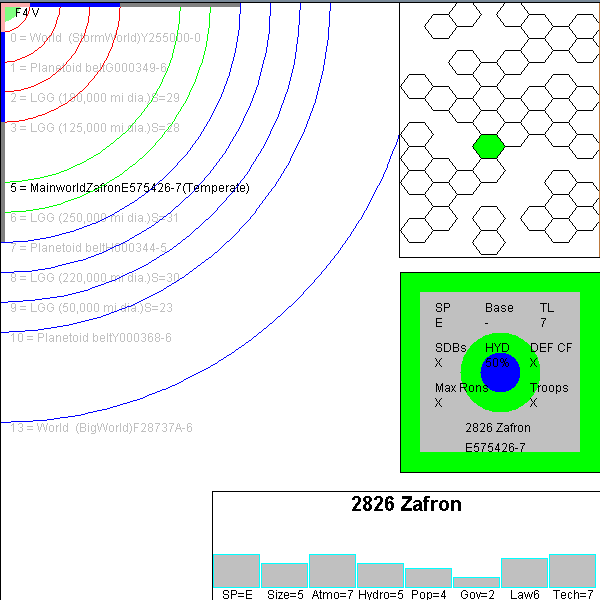 F4 V
0 = World (StormWorld)Y255000-0
1 = Planetoid beltG000349-6
2 = LGG (180,000 mi dia.)S=29
3 = LGG (125,000 mi dia.)S=28
5 = MainworldZafronE575426-7(Temperate)
6 = LGG (250,000 mi dia.)S=31
7 = Planetoid beltH000344-5
8 = LGG (220,000 mi dia.)S=30
9 = LGG (50,000 mi dia.)S=23
10 = Planetoid beltY000368-6
13 = World (BigWorld)F28737A-6
SP Base TL
E - 7
SDBs HYD DEF CF
X 50% X
Max Rons Troops
X X
2826 Zafron
E575426-7
2826 Zafron
SP=E Size=5 Atmo=7 Hydro=5 Pop=4 Gov=2 Law6 Tech=7